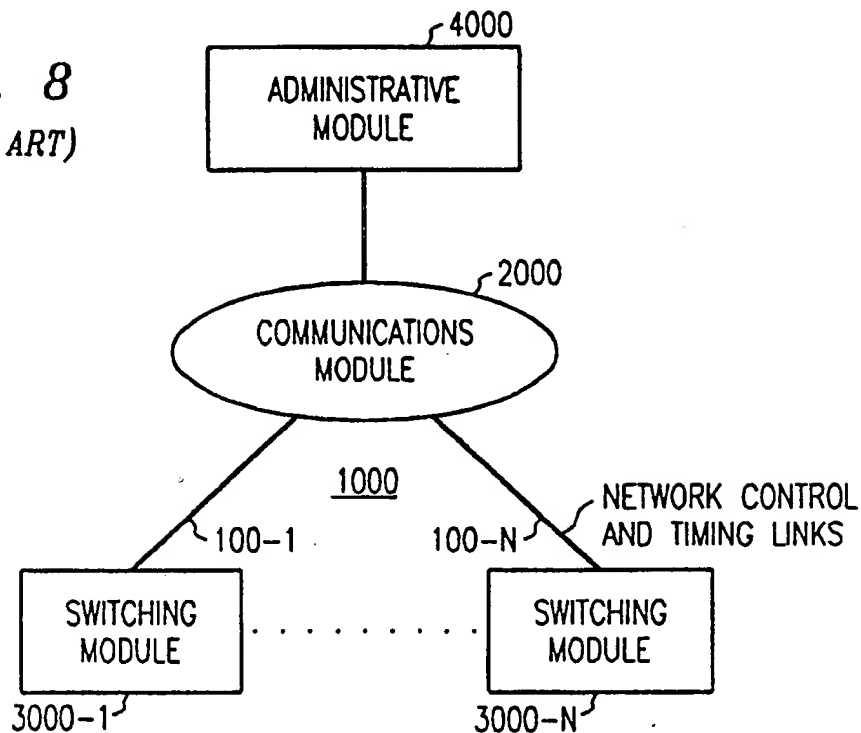 4000
8
ART)
ADMINISTRATIVE
MODULE
2000
COMMUNICATIONS
MODULE
1000
100-1
100-N
NETWORK CONTROL
AND TIMING LINKS
SWITCHING
MODULE
SWITCHING
MODULE
3000-1
3000-N